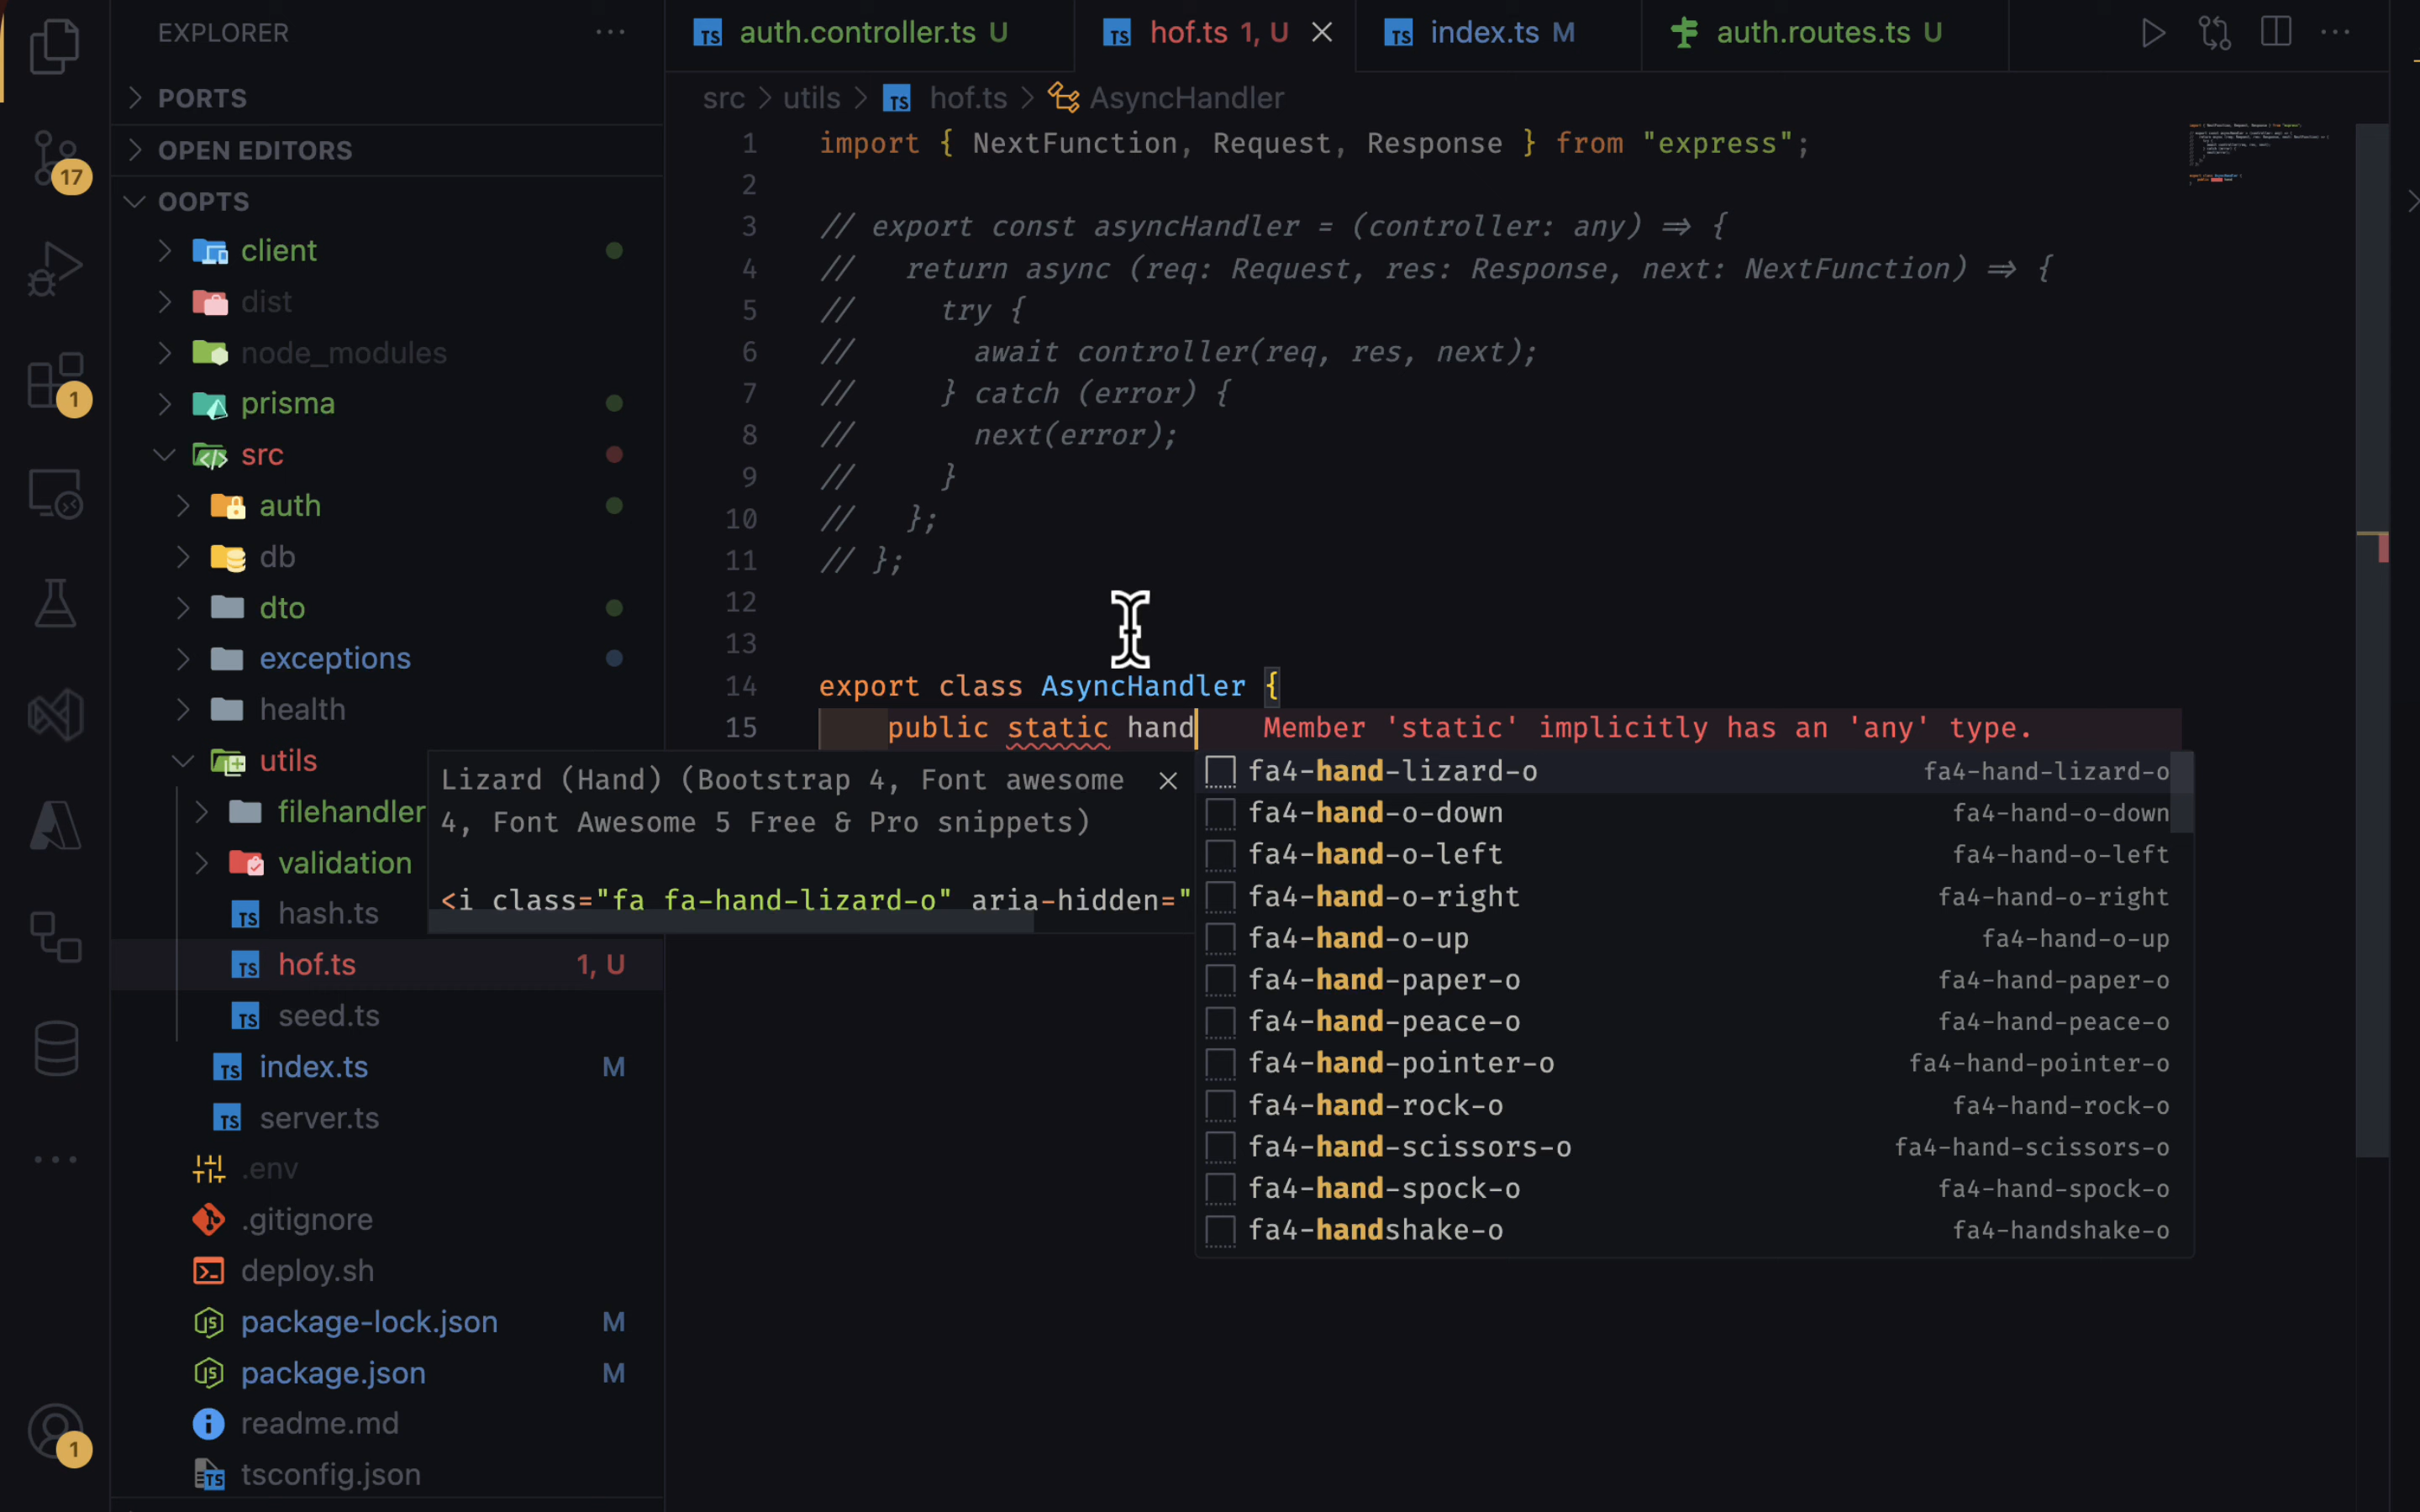 EXPLORER
PORTS
OPEN EDITORS
OOPTS
client
dist
node_modules
prisma
src
auth
db
dto
exceptions
health
utils
filehandler
validation
hash.ts
hof.ts 1, U
seed.ts
index.ts M
server.ts
.env
.gitignore
deploy.sh
package-lock.json M
package.json M
readme.md
tsconfig.json
17
1
1
auth.controller.ts U
hof.ts 1, U
index.ts M
auth.routes.ts U
src > utils > TS hof.ts > AsyncHandler
1 import { NextFunction, Request, Response } from "express";
2
3 // export const asyncHandler = (controller: any) => {
4 //   return async (req: Request, res: Response, next: NextFunction) => {
5 //     try {
6 //       await controller(req, res, next);
7 //     } catch (error) {
8 //       next(error);
9 //     }
10 //   };
11 // };
12
13
14 export class AsyncHandler {
15     public static hand Member 'static' implicitly has an 'any' type.
Lizard (Hand) (Bootstrap 4, Font awesome
4, Font Awesome 5 Free & Pro snippets)
<i class="fa fa-hand-lizard-o" aria-hidden="
fa4-hand-lizard-o fa4-hand-lizard-o
fa4-hand-o-down fa4-hand-o-down
fa4-hand-o-left fa4-hand-o-left
fa4-hand-o-right fa4-hand-o-right
fa4-hand-o-up fa4-hand-o-up
fa4-hand-paper-o fa4-hand-paper-o
fa4-hand-peace-o fa4-hand-peace-o
fa4-hand-pointer-o fa4-hand-pointer-o
fa4-hand-rock-o fa4-hand-rock-o
fa4-hand-scissors-o fa4-hand-scissors-o
fa4-hand-spock-o fa4-hand-spock-o
fa4-handshake-o fa4-handshake-o